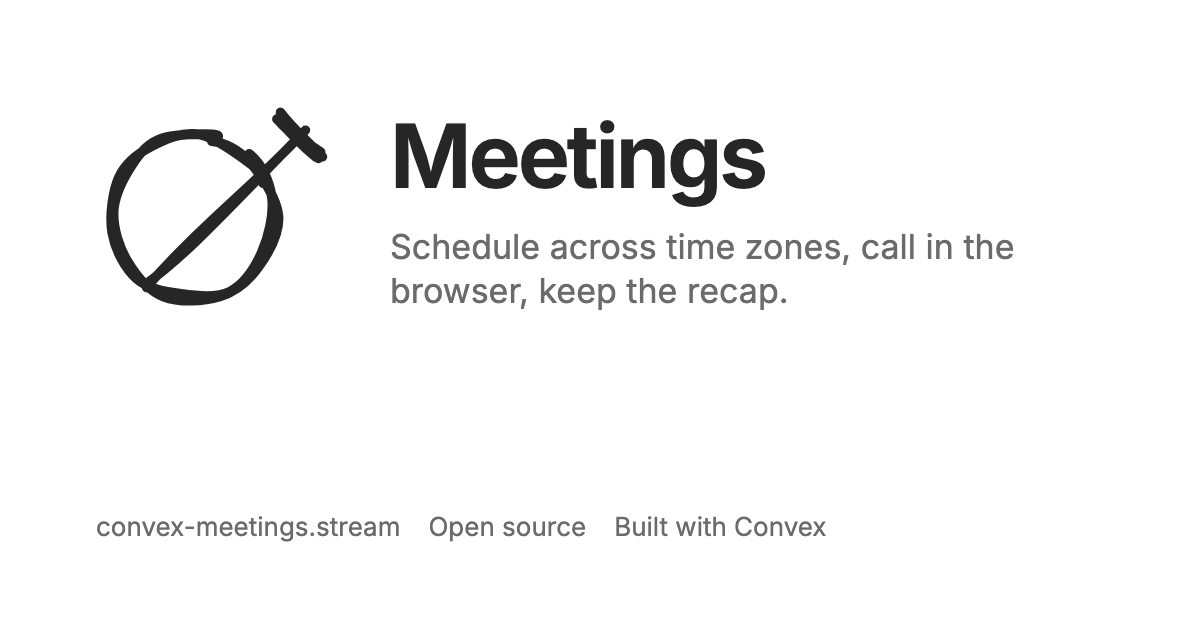 Meetings
Schedule across time zones, call in the
browser, keep the recap.
convex-meetings.stream Open source Built with Convex